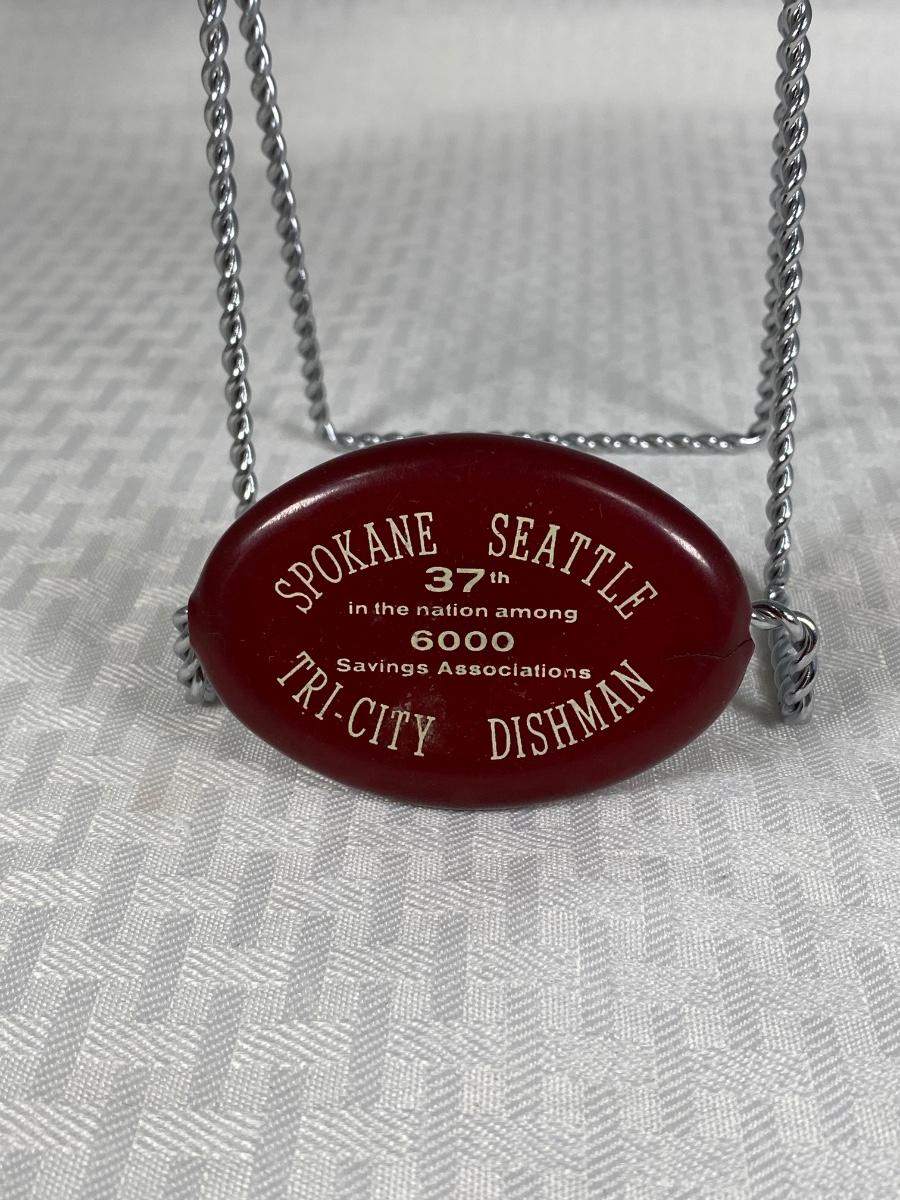 SPOKANE SEATTLE
37th
in the nation among
6000
Savings Associations
TRI-CITY DISHMAN